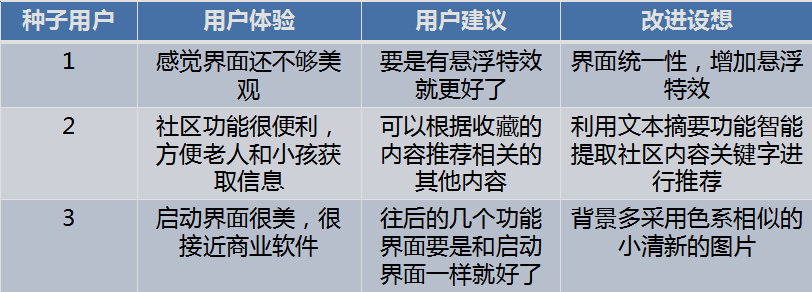 种子用户 用户体验 用户建议 改进设想
1 感觉界面还不够美观 要是有悬浮特效就更好了 界面统一性，增加悬浮特效
2 社区功能很便利，方便老人和小孩获取信息 可以根据收藏的内容推荐相关的其他内容 利用文本摘要功能智能提取社区内容关键字进行推荐
3 启动界面很美，很接近商业软件 往后的几个功能界面要是和启动界面一样就好了 背景多采用色系相似的小清新的图片